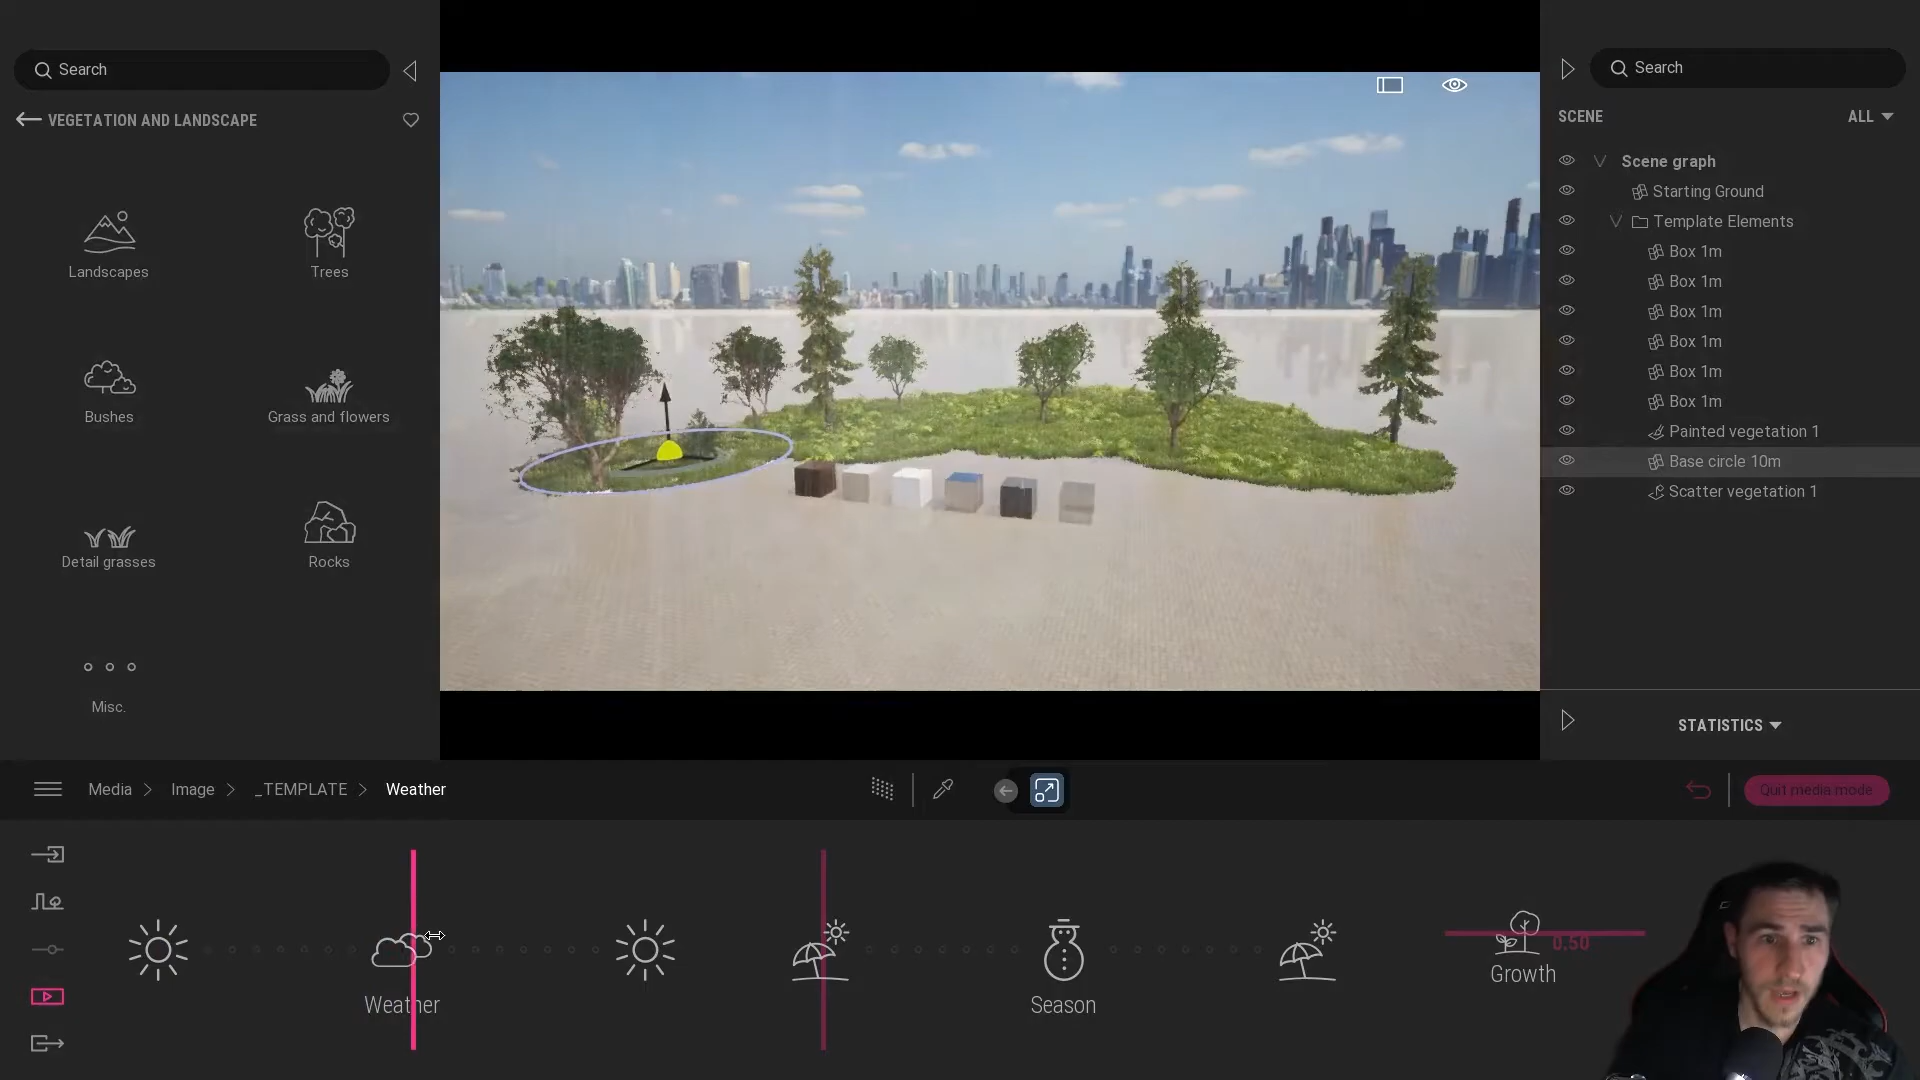 Search
VEGETATION AND LANDSCAPE
Landscapes
Trees
Bushes
Grass and flowers
Detail grasses
Rocks
Misc.
Search
SCENE
ALL
Scene graph
Starting Ground
Template Elements
Box 1m
Box 1m
Box 1m
Box 1m
Box 1m
Box 1m
Painted vegetation 1
Base circle 10m
Scatter vegetation 1
STATISTICS
Media
Image
_TEMPLATE
Weather
Quit media mode
Weather
Season
0.50
Growth